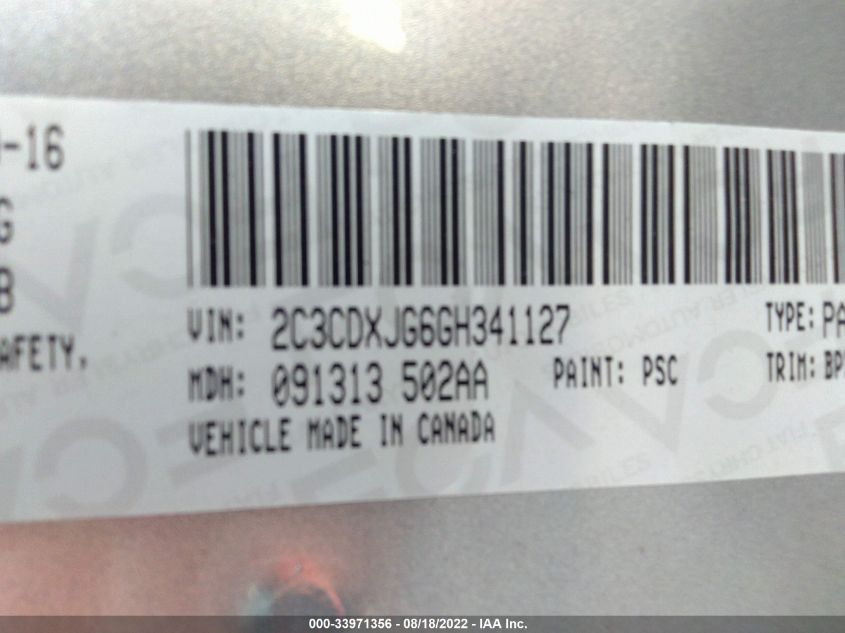 -16
G
B
AFETY.
VIN: 2C3CDXJG6GH341127
TYPE: PA
MDH: 091313 502AA
PAINT: PSC
TRIM: BP
VEHICLE MADE IN CANADA
000-33971356 - 08/18/2022 - IAA Inc.